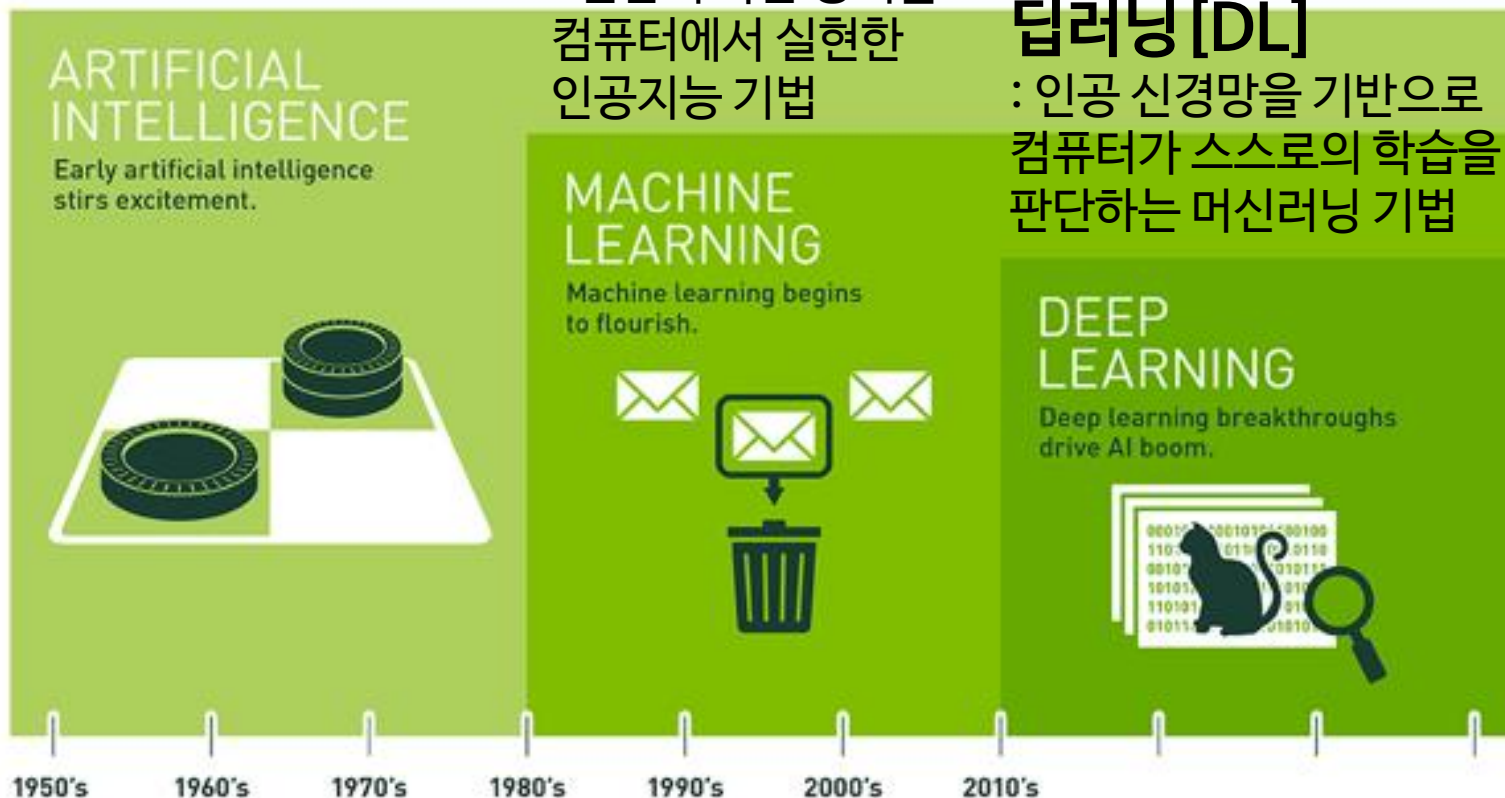 ARTIFICIAL
INTELLIGENCE
Early artificial intelligence
stirs excitement.
컴퓨터에서 실현한
인공지능 기법
MACHINE
LEARNING
Machine learning begins
to flourish.
딥러닝 [DL]
: 인공 신경망을 기반으로
컴퓨터가 스스로의 학습을
판단하는 머신러닝 기법
DEEP
LEARNING
Deep learning breakthroughs
drive AI boom.
1950's 1960's 1970's 1980's 1990's 2000's 2010's